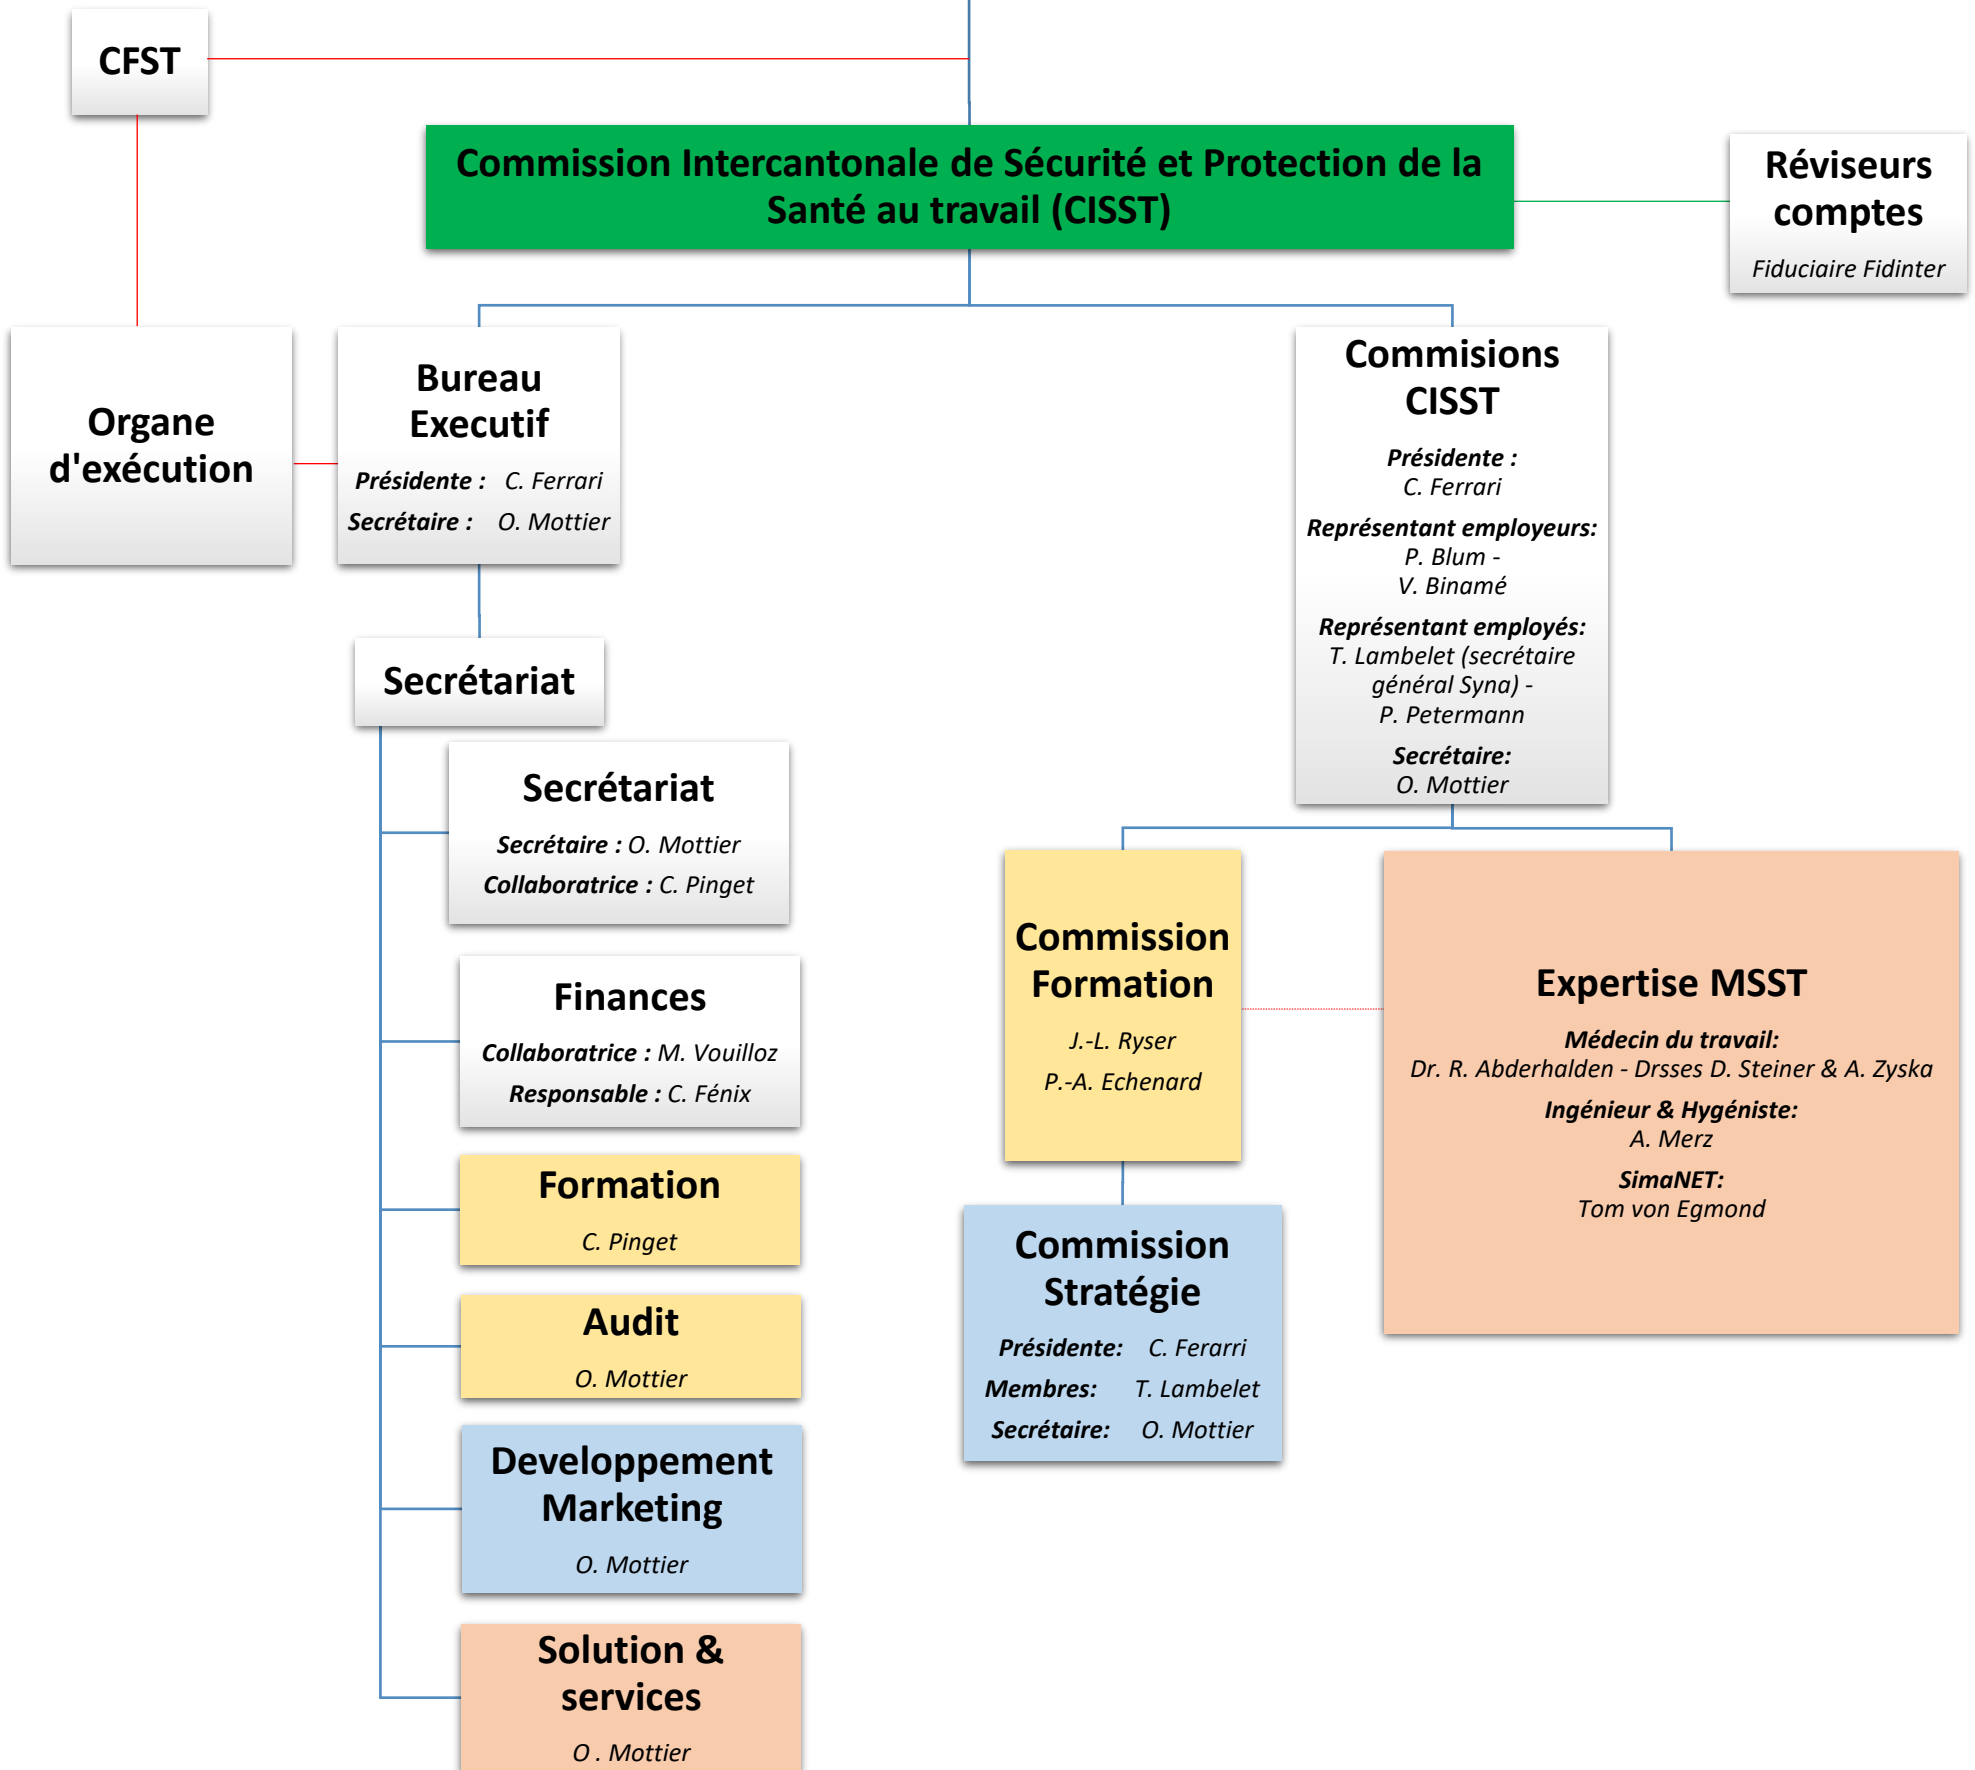 CFST
Commission Intercantonale de Sécurité et Protection de la
Santé au travail (CISST)
Réviseurs
comptes
Fiduciaire Fidinter
Organe
d'exécution
Bureau
Executif
Présidente : C. Ferrari
Secrétaire : O. Mottier
Commisions
CISST
Présidente :
C. Ferrari
Représentant employeurs:
P. Blum -
V. Binamé
Représentant employés:
T. Lambelet (secrétaire
général Syna) -
P. Petermann
Secrétaire:
O. Mottier
Secrétariat
Secrétariat
Secrétaire : O. Mottier
Collaboratrice : C. Pinget
Finances
Collaboratrice : M. Vouilloz
Responsable : C. Fénix
Formation
C. Pinget
Audit
O. Mottier
Developpement
Marketing
O. Mottier
Solution &
services
O . Mottier
Commission
Formation
J.-L. Ryser
P.-A. Echenard
Commission
Stratégie
Présidente: C. Ferarri
Membres: T. Lambelet
Secrétaire: O. Mottier
Expertise MSST
Médecin du travail:
Dr. R. Abderhalden - Drsses D. Steiner & A. Zyska
Ingénieur & Hygéniste:
A. Merz
SimaNET:
Tom von Egmond